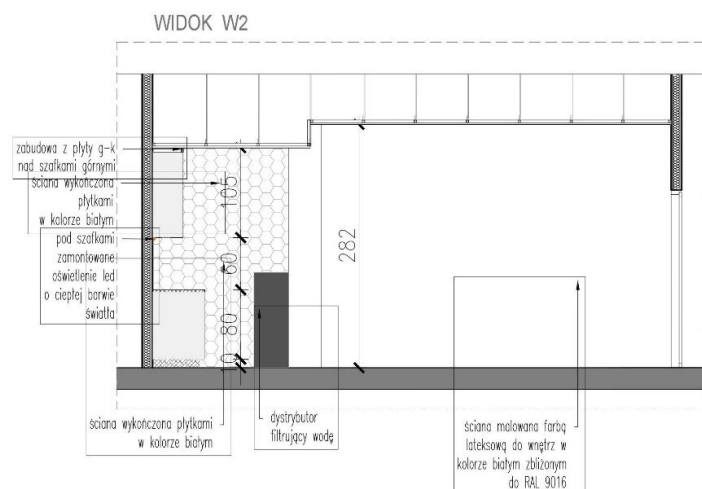 WIDOK W2
zabudowa z płyty g-k
nad szafkami górnymi
ściana wykończona
płytkami
w kolorze białym
pod szafkami
zamontowane
oświetlenie led
o ciepłej barwie
światła
105
60
80
282
ściana wykończona płytkami
w kolorze białym
dystrybutor
filtrujący wodę
ściana malowana farbą
lateksową do wnętrz w
kolorze białym zbliżonym
do RAL 9016